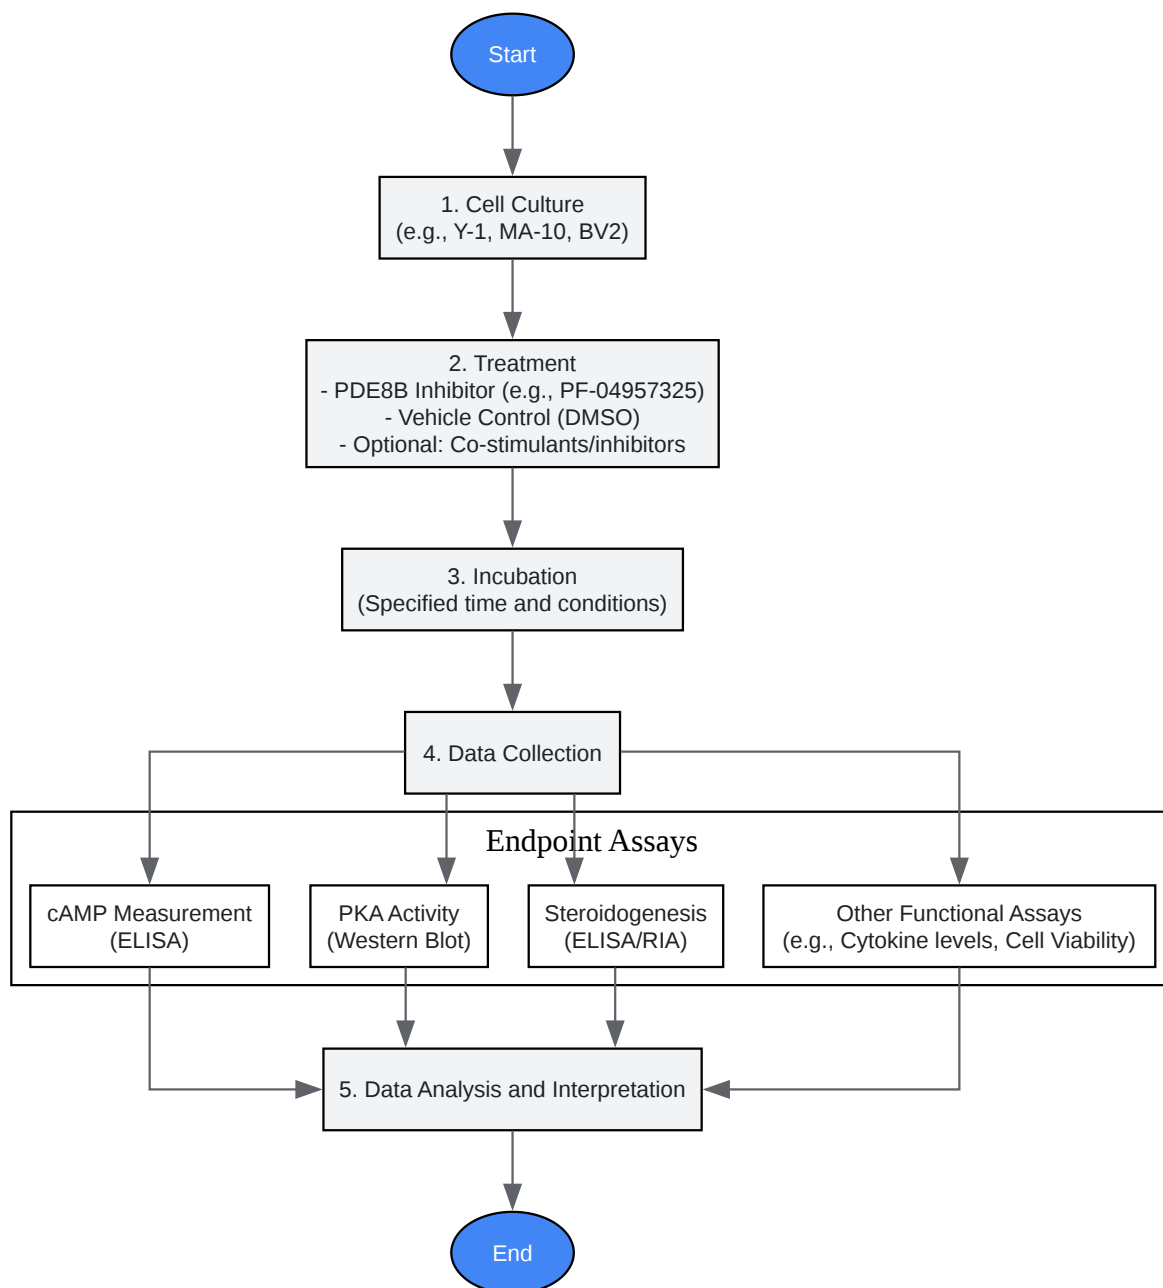 Start
1. Cell Culture
(e.g., Y-1, MA-10, BV2)
2. Treatment
- PDE8B Inhibitor (e.g., PF-04957325)
- Vehicle Control (DMSO)
- Optional: Co-stimulants/inhibitors
3. Incubation
(Specified time and conditions)
4. Data Collection
Endpoint Assays
cAMP Measurement
(ELISA)
PKA Activity
(Western Blot)
Steroidogenesis
(ELISA/RIA)
Other Functional Assays
(e.g., Cytokine levels, Cell Viability)
5. Data Analysis and Interpretation
End